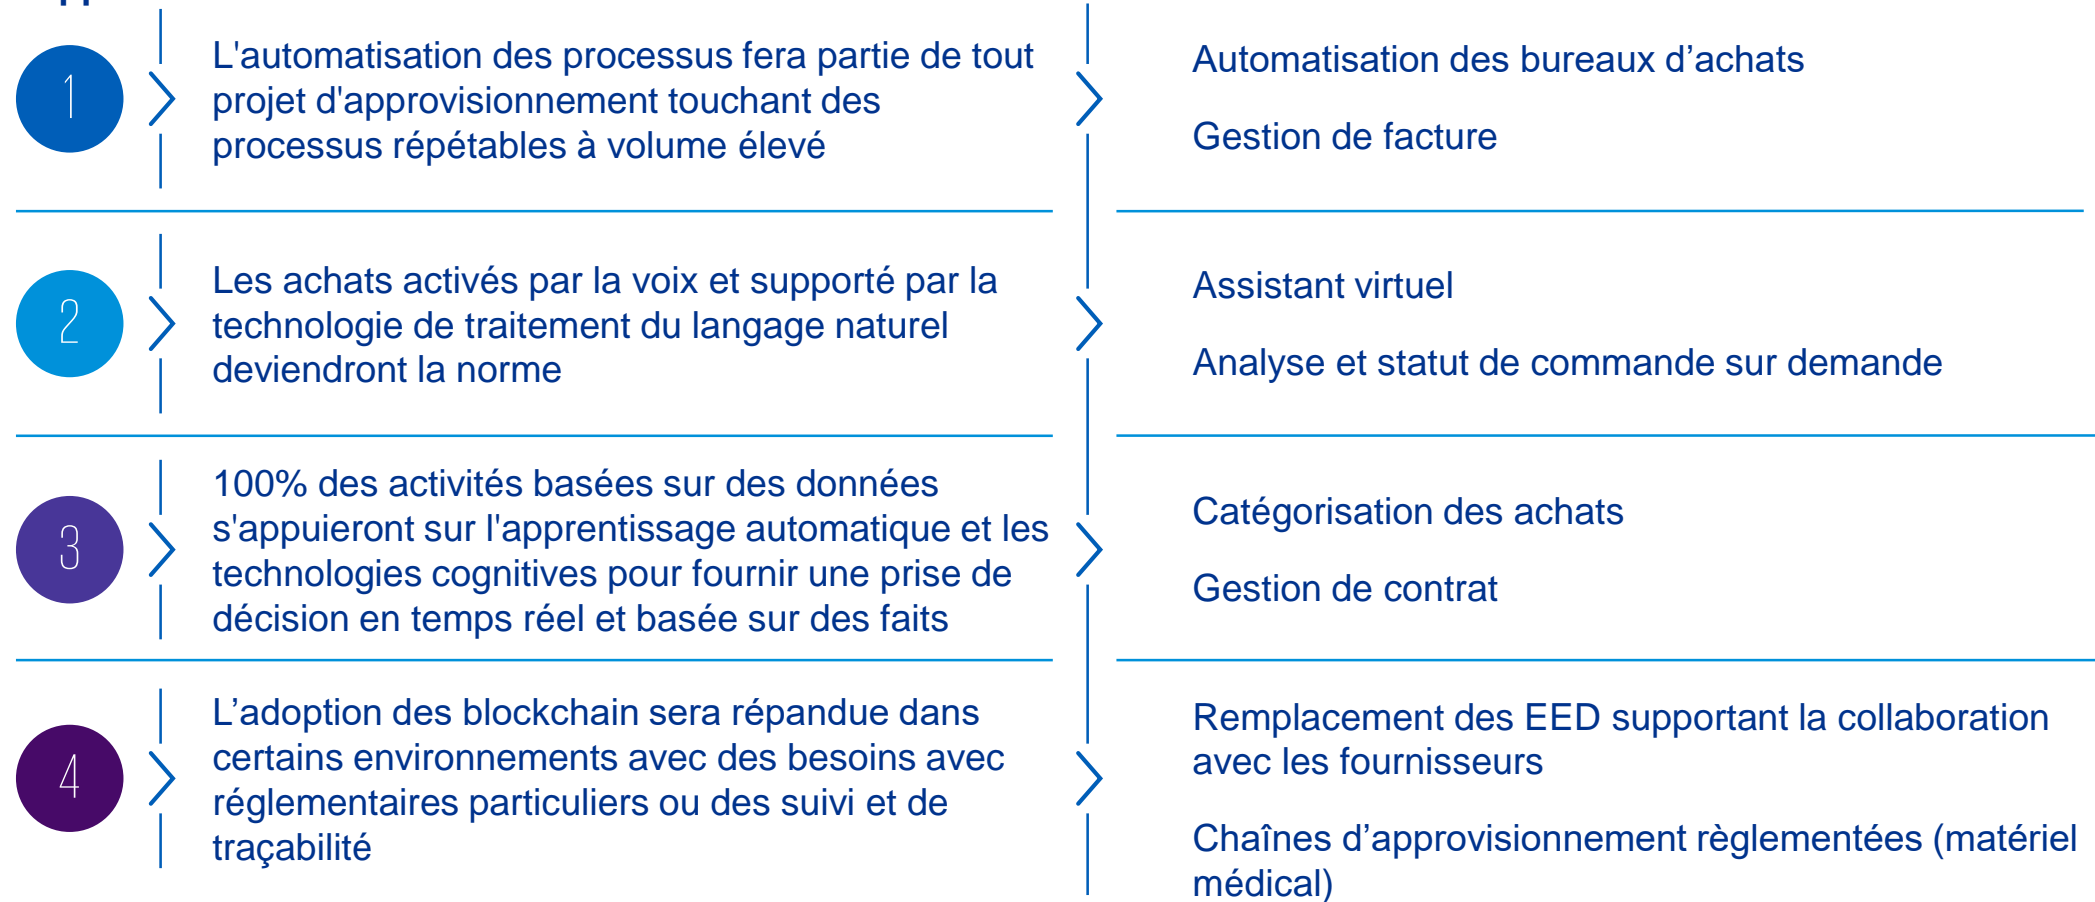 1
L'automatisation des processus fera partie de tout
projet d'approvisionnement touchant des
processus répétables à volume élevé
Automatisation des bureaux d’achats
Gestion de facture
2
Les achats activés par la voix et supporté par la
technologie de traitement du langage naturel
deviendront la norme
Assistant virtuel
Analyse et statut de commande sur demande
3
100% des activités basées sur des données
s'appuieront sur l'apprentissage automatique et les
technologies cognitives pour fournir une prise de
décision en temps réel et basée sur des faits
Catégorisation des achats
Gestion de contrat
4
L’adoption des blockchain sera répandue dans
certains environnements avec des besoins avec
réglementaires particuliers ou des suivi et de
traçabilité
Remplacement des EED supportant la collaboration
avec les fournisseurs
Chaînes d’approvisionnement règlementées (matériel
médical)